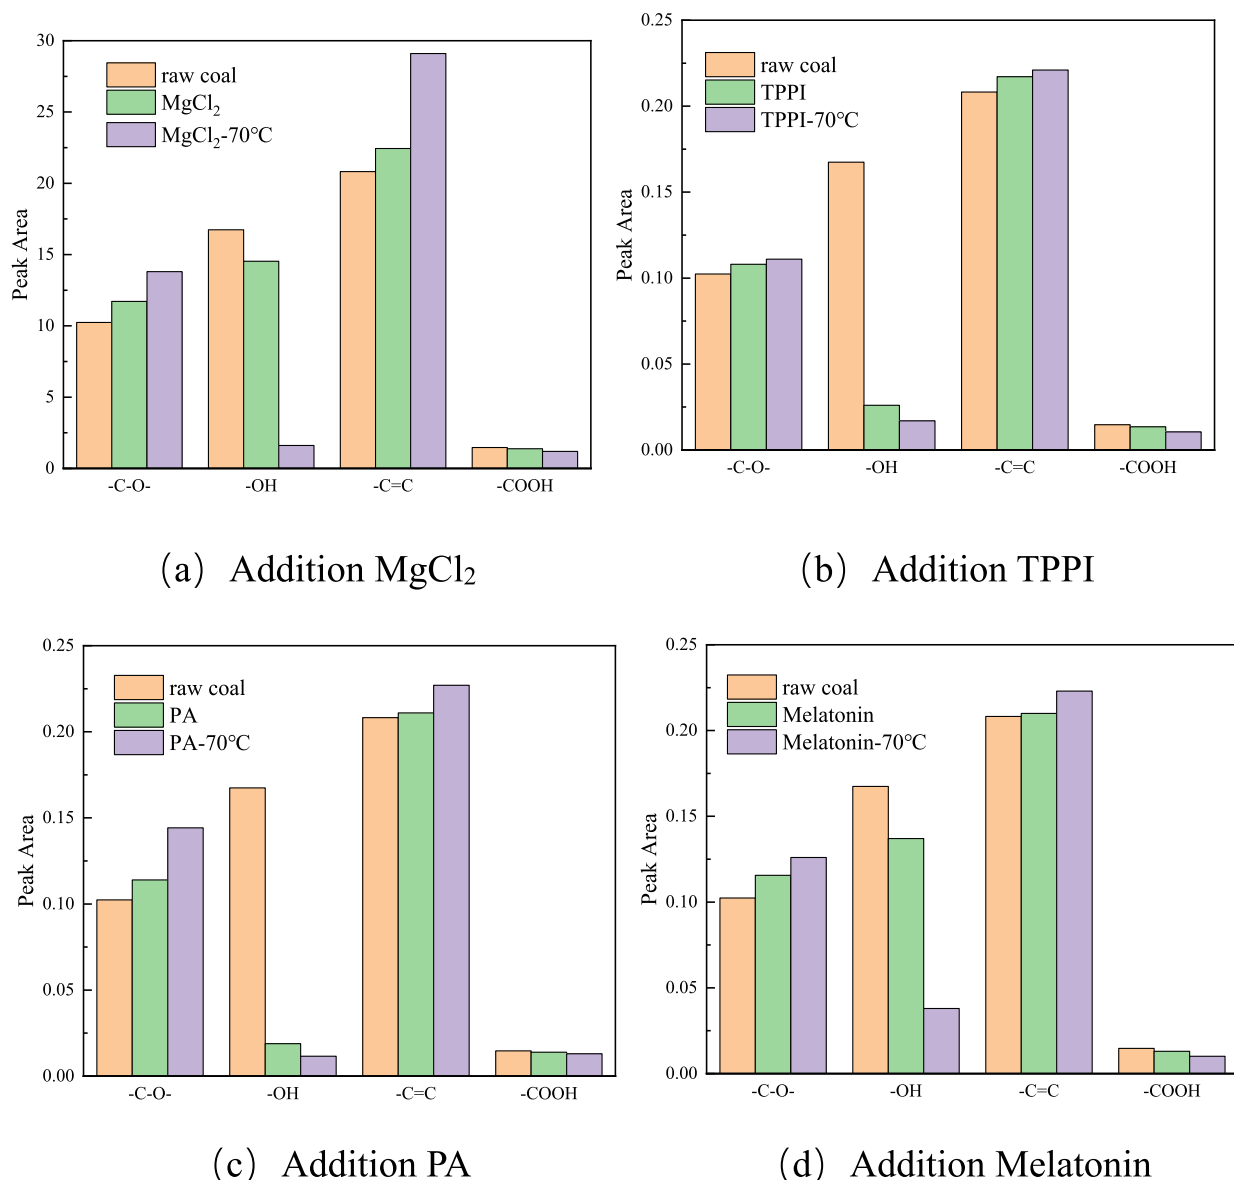 30
25
20
15
10
5
0
Peak Area
raw coal
MgCl₂
MgCl₂-70℃
-C-O-
-OH
-C=C
-COOH
(a) Addition MgCl₂
0.25
0.20
0.15
0.10
0.05
0.00
Peak Area
raw coal
TPPI
TPPI-70℃
-C-O-
-OH
-C=C
-COOH
(b) Addition TPPI
0.25
0.20
0.15
0.10
0.05
0.00
Peak Area
raw coal
PA
PA-70℃
-C-O-
-OH
-C=C
-COOH
(c) Addition PA
0.25
0.20
0.15
0.10
0.05
0.00
Peak Area
raw coal
Melatonin
Melatonin-70℃
-C-O-
-OH
-C=C
-COOH
(d) Addition Melatonin